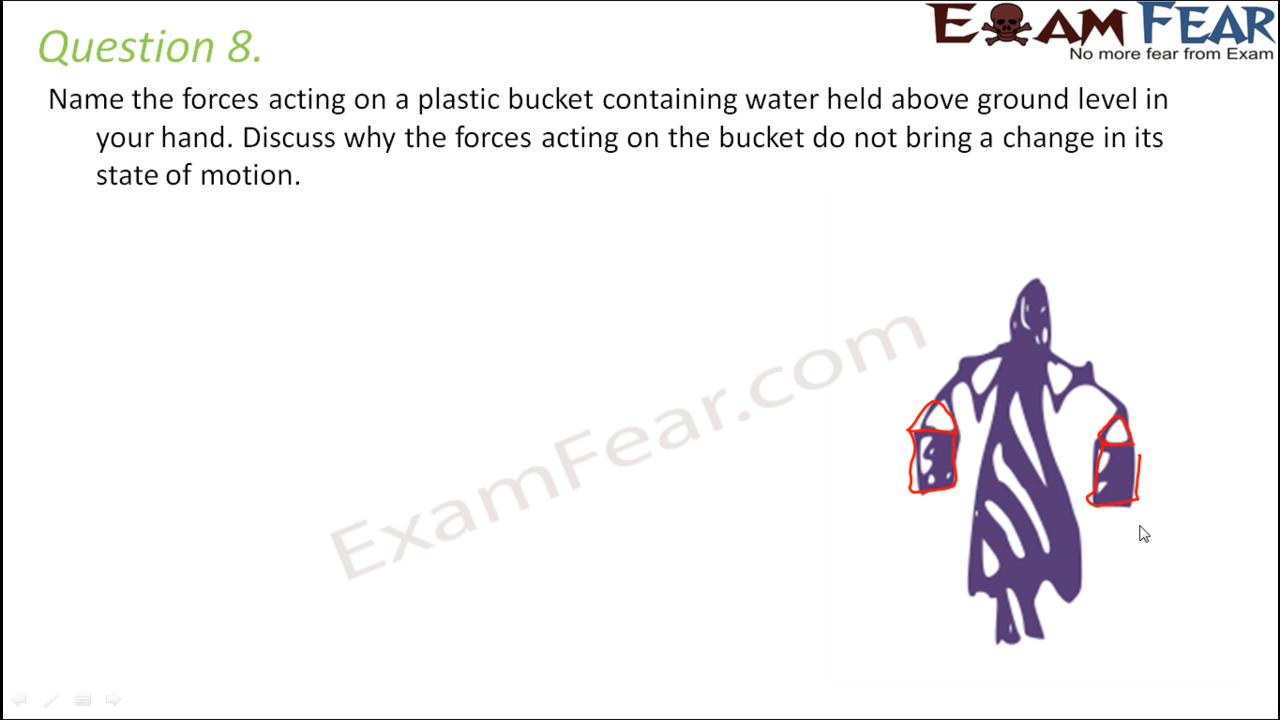 EXAM FEAR
No more fear from Exam
Question 8.
Name the forces acting on a plastic bucket containing water held above ground level in
your hand. Discuss why the forces acting on the bucket do not bring a change in its
state of motion.
ExamFear.com